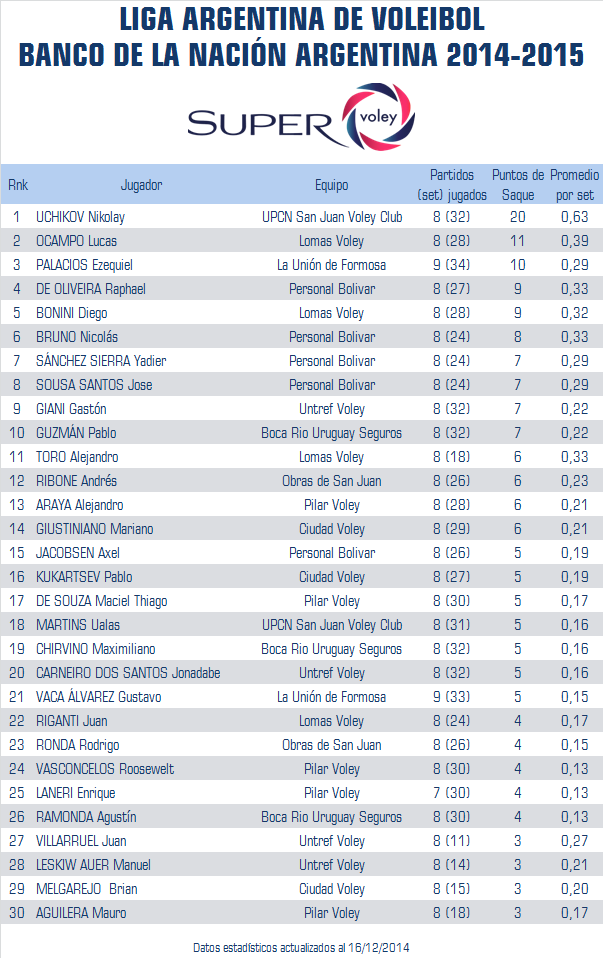 LIGA ARGENTINA DE VOLEIBOL
BANCO DE LA NACIÓN ARGENTINA 2014-2015
SUPER voley
Rnk Jugador Equipo Partidos (set) jugados Puntos de Saque Promedio por set
1 UCHIKOV Nikolay UPCN San Juan Voley Club 8 (32) 20 0,63
2 OCAMPO Lucas Lomas Voley 8 (28) 11 0,39
3 PALACIOS Ezequiel La Unión de Formosa 9 (34) 10 0,29
4 DE OLIVEIRA Raphael Personal Bolivar 8 (27) 9 0,33
5 BONINI Diego Lomas Voley 8 (28) 9 0,32
6 BRUNO Nicolás Personal Bolivar 8 (24) 8 0,33
7 SÁNCHEZ SIERRA Yadier Personal Bolivar 8 (24) 7 0,29
8 SOUSA SANTOS Jose Personal Bolivar 8 (24) 7 0,29
9 GIANI Gastón Untref Voley 8 (32) 7 0,22
10 GUZMÁN Pablo Boca Rio Uruguay Seguros 8 (32) 7 0,22
11 TORO Alejandro Lomas Voley 8 (18) 6 0,33
12 RIBONE Andrés Obras de San Juan 8 (26) 6 0,23
13 ARAYA Alejandro Pilar Voley 8 (28) 6 0,21
14 GIUSTINIANO Mariano Ciudad Voley 8 (29) 6 0,21
15 JACOBSEN Axel Personal Bolivar 8 (26) 5 0,19
16 KUKARTSEV Pablo Ciudad Voley 8 (27) 5 0,19
17 DE SOUZA Maciel Thiago Pilar Voley 8 (30) 5 0,17
18 MARTINS Ualas UPCN San Juan Voley Club 8 (31) 5 0,16
19 CHIRVINO Maximiliano Boca Rio Uruguay Seguros 8 (32) 5 0,16
20 CARNEIRO DOS SANTOS Jonadabe Untref Voley 8 (32) 5 0,16
21 VACA ÁLVAREZ Gustavo La Unión de Formosa 9 (33) 5 0,15
22 RIGANTI Juan Lomas Voley 8 (24) 4 0,17
23 RONDA Rodrigo Obras de San Juan 8 (26) 4 0,15
24 VASCONCELOS Roosewelt Pilar Voley 8 (30) 4 0,13
25 LANERI Enrique Pilar Voley 7 (30) 4 0,13
26 RAMONDA Agustín Boca Rio Uruguay Seguros 8 (30) 4 0,13
27 VILLARRUEL Juan Untref Voley 8 (11) 3 0,27
28 LESKIW AUER Manuel Untref Voley 8 (14) 3 0,21
29 MELGAREJO Brian Ciudad Voley 8 (15) 3 0,20
30 AGUILERA Mauro Pilar Voley 8 (18) 3 0,17
Datos estadísticos actualizados al 16/12/2014